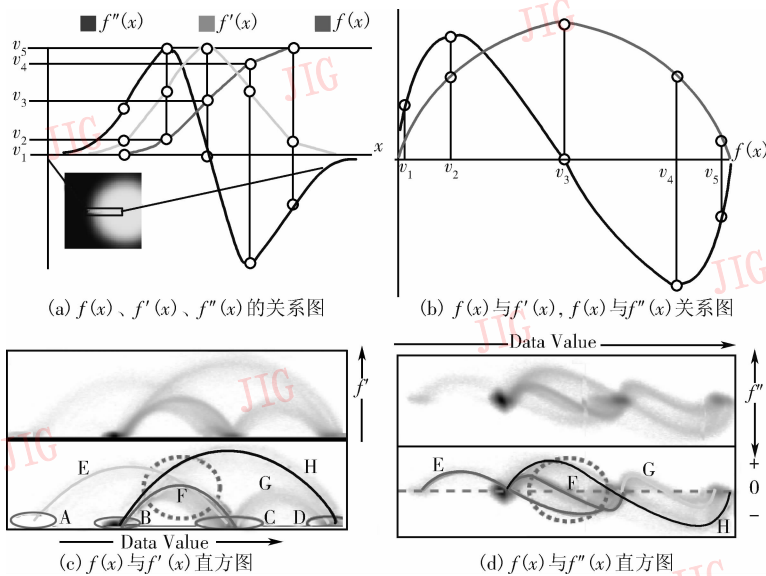 f″(x) f′(x) f(x)
v5
v4
v3
v2
v1
x
(a) f(x)、f′(x)、f″(x)的关系图
f(x)
v1 v2 v3 v4 v5
(b) f(x)与f′(x), f(x)与f″(x)关系图
f′
E H
G
F
A B C D
Data Value
(c) f(x)与f′(x)直方图
Data Value
f″
E F G
H
+
0
−
(d) f(x)与f″(x)直方图
JIG
JIG
JIG
JIG
JIG
JIG
JIG
JIG